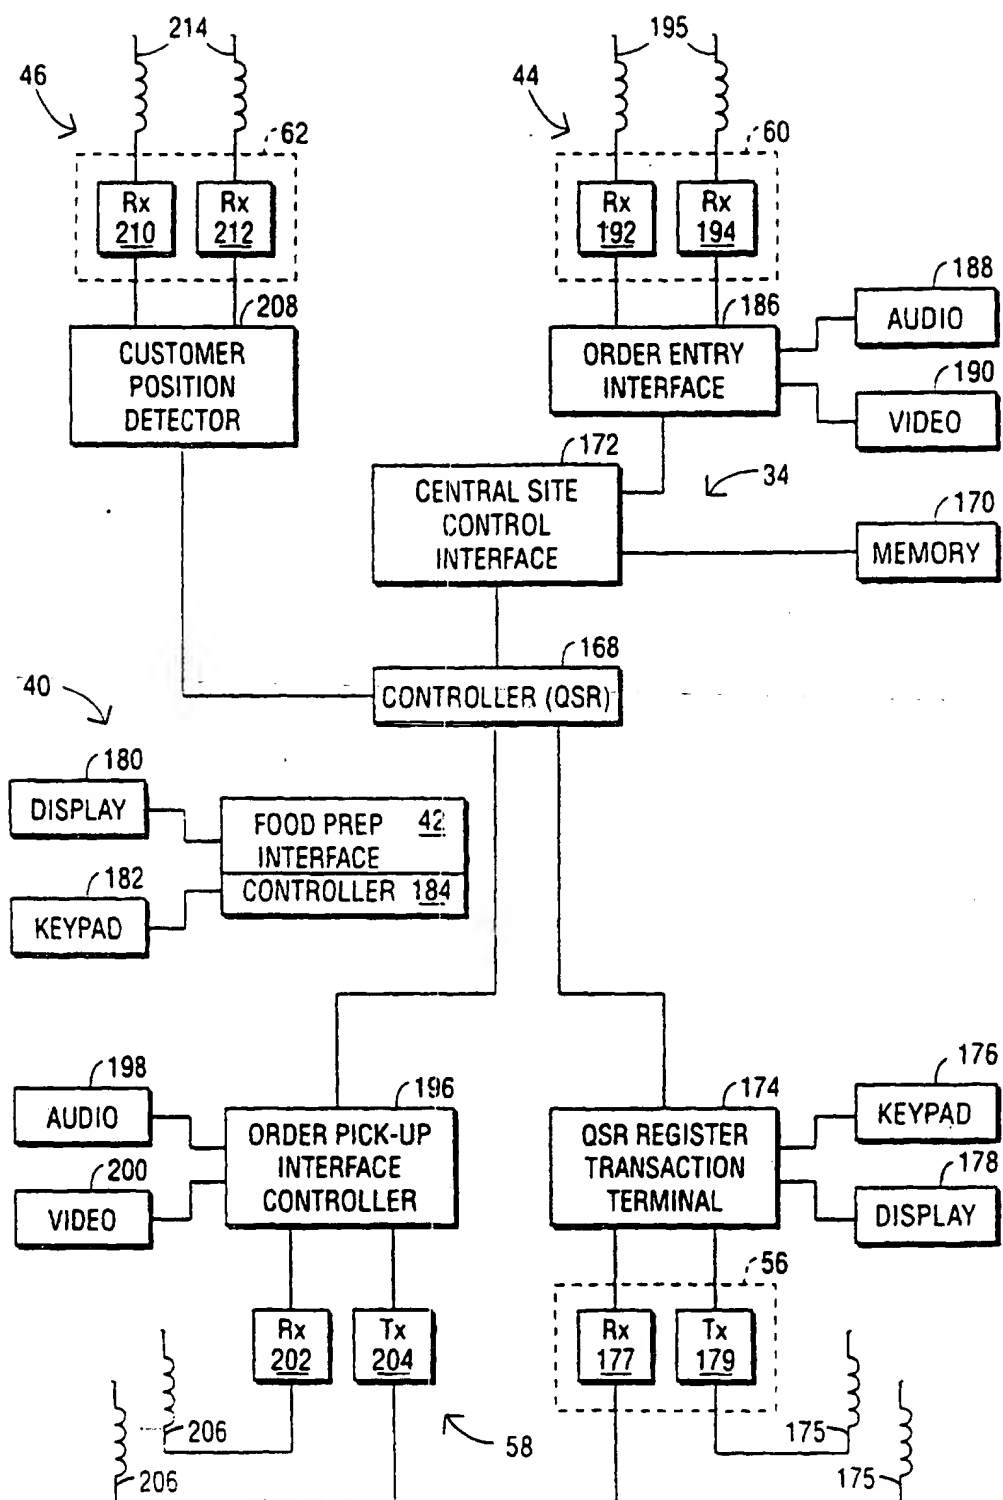 214
195
46
44
62
60
Rx
210
Rx
212
Rx
192
Rx
194
208
186
188
CUSTOMER
POSITION
DETECTOR
ORDER ENTRY
INTERFACE
AUDIO
190
VIDEO
172
34
CENTRAL SITE
CONTROL
INTERFACE
170
MEMORY
168
CONTROLLER (QSR)
40
180
DISPLAY
FOOD PREP 42
INTERFACE
182
CONTROLLER 184
KEYPAD
198
AUDIO
196
174
176
KEYPAD
ORDER PICK-UP
INTERFACE
CONTROLLER
QSR REGISTER
TRANSACTION
TERMINAL
200
VIDEO
178
DISPLAY
56
Rx
202
Tx
204
Rx
177
Tx
179
206
58
175
206
175